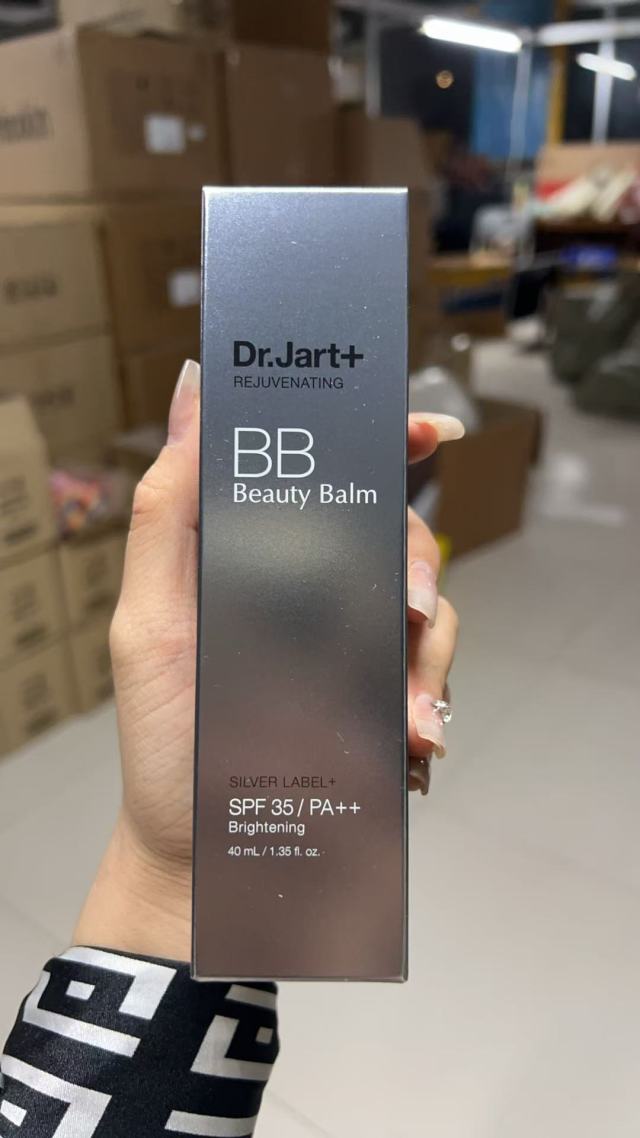 Dr.Jart+
REJUVENATING
BB
Beauty Balm
SILVER LABEL+
SPF 35 / PA++
Brightening
40 mL / 1.35 fl. oz.